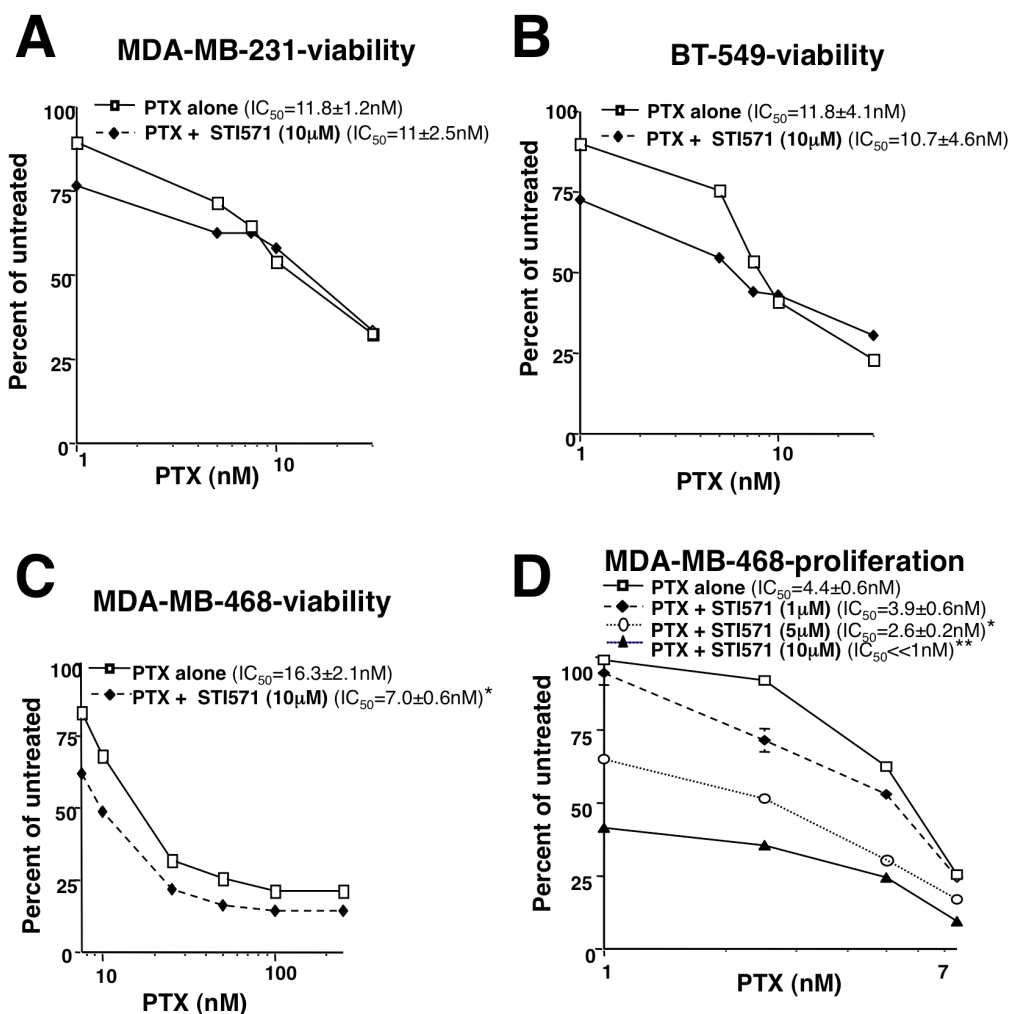 A
MDA-MB-231-viability
PTX alone (IC50=11.8±1.2nM)
PTX + STI571 (10µM) (IC50=11±2.5nM)
Percent of untreated
100
75
50
25
0
1
10
PTX (nM)
B
BT-549-viability
PTX alone (IC50=11.8±4.1nM)
PTX + STI571 (10µM) (IC50=10.7±4.6nM)
Percent of untreated
100
75
50
25
0
1
10
PTX (nM)
C
MDA-MB-468-viability
PTX alone (IC50=16.3±2.1nM)
PTX + STI571 (10µM) (IC50=7.0±0.6nM)*
Percent of untreated
100
75
50
25
0
10
100
PTX (nM)
D
MDA-MB-468-proliferation
PTX alone (IC50=4.4±0.6nM)
PTX + STI571 (1µM) (IC50=3.9±0.6nM)
PTX + STI571 (5µM) (IC50=2.6±0.2nM)*
PTX + STI571 (10µM) (IC50<<1nM)**
Percent of untreated
100
75
50
25
0
1
7
PTX (nM)